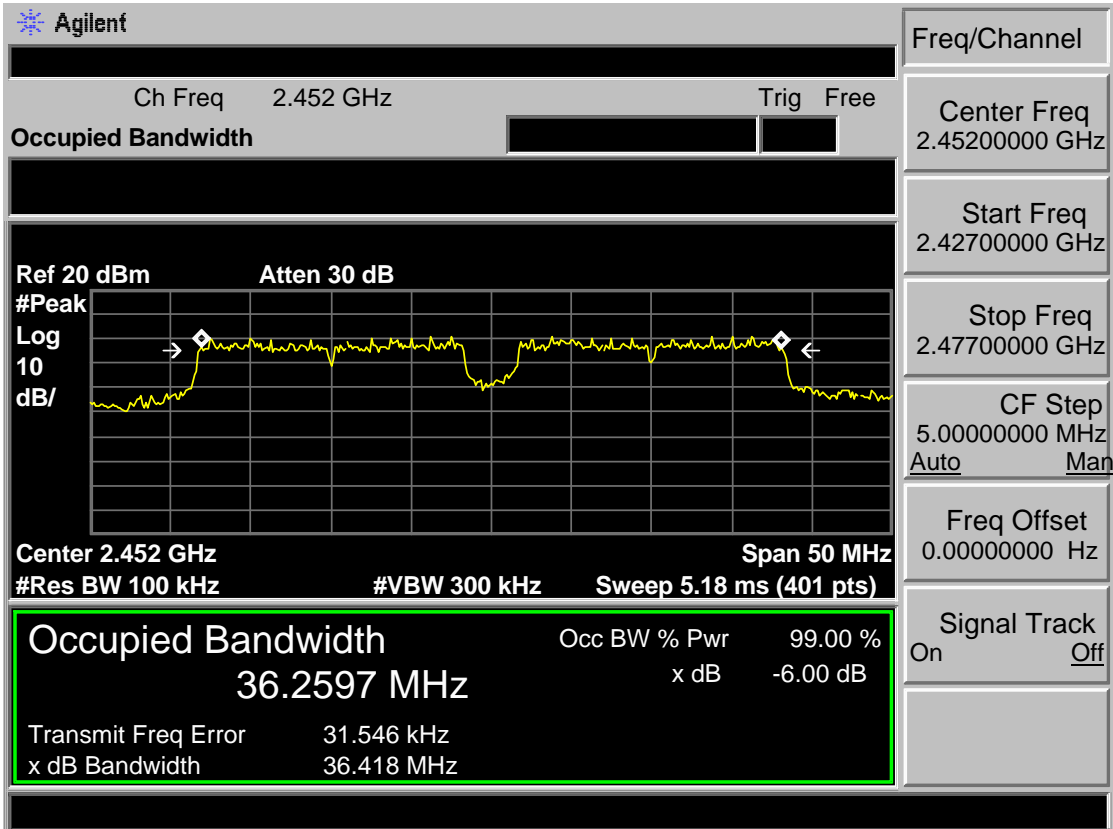 Agilent
Freq/Channel
Ch Freq 2.452 GHz Trig Free
Occupied Bandwidth
Center Freq
2.45200000 GHz
Start Freq
2.42700000 GHz
Stop Freq
2.47700000 GHz
CF Step
5.00000000 MHz
Auto Man
Freq Offset
0.00000000 Hz
Signal Track
On Off
Ref 20 dBm Atten 30 dB
#Peak
Log
10
dB/
Center 2.452 GHz Span 50 MHz
#Res BW 100 kHz #VBW 300 kHz Sweep 5.18 ms (401 pts)
Occupied Bandwidth
36.2597 MHz
Occ BW % Pwr 99.00 %
x dB -6.00 dB
Transmit Freq Error 31.546 kHz
x dB Bandwidth 36.418 MHz